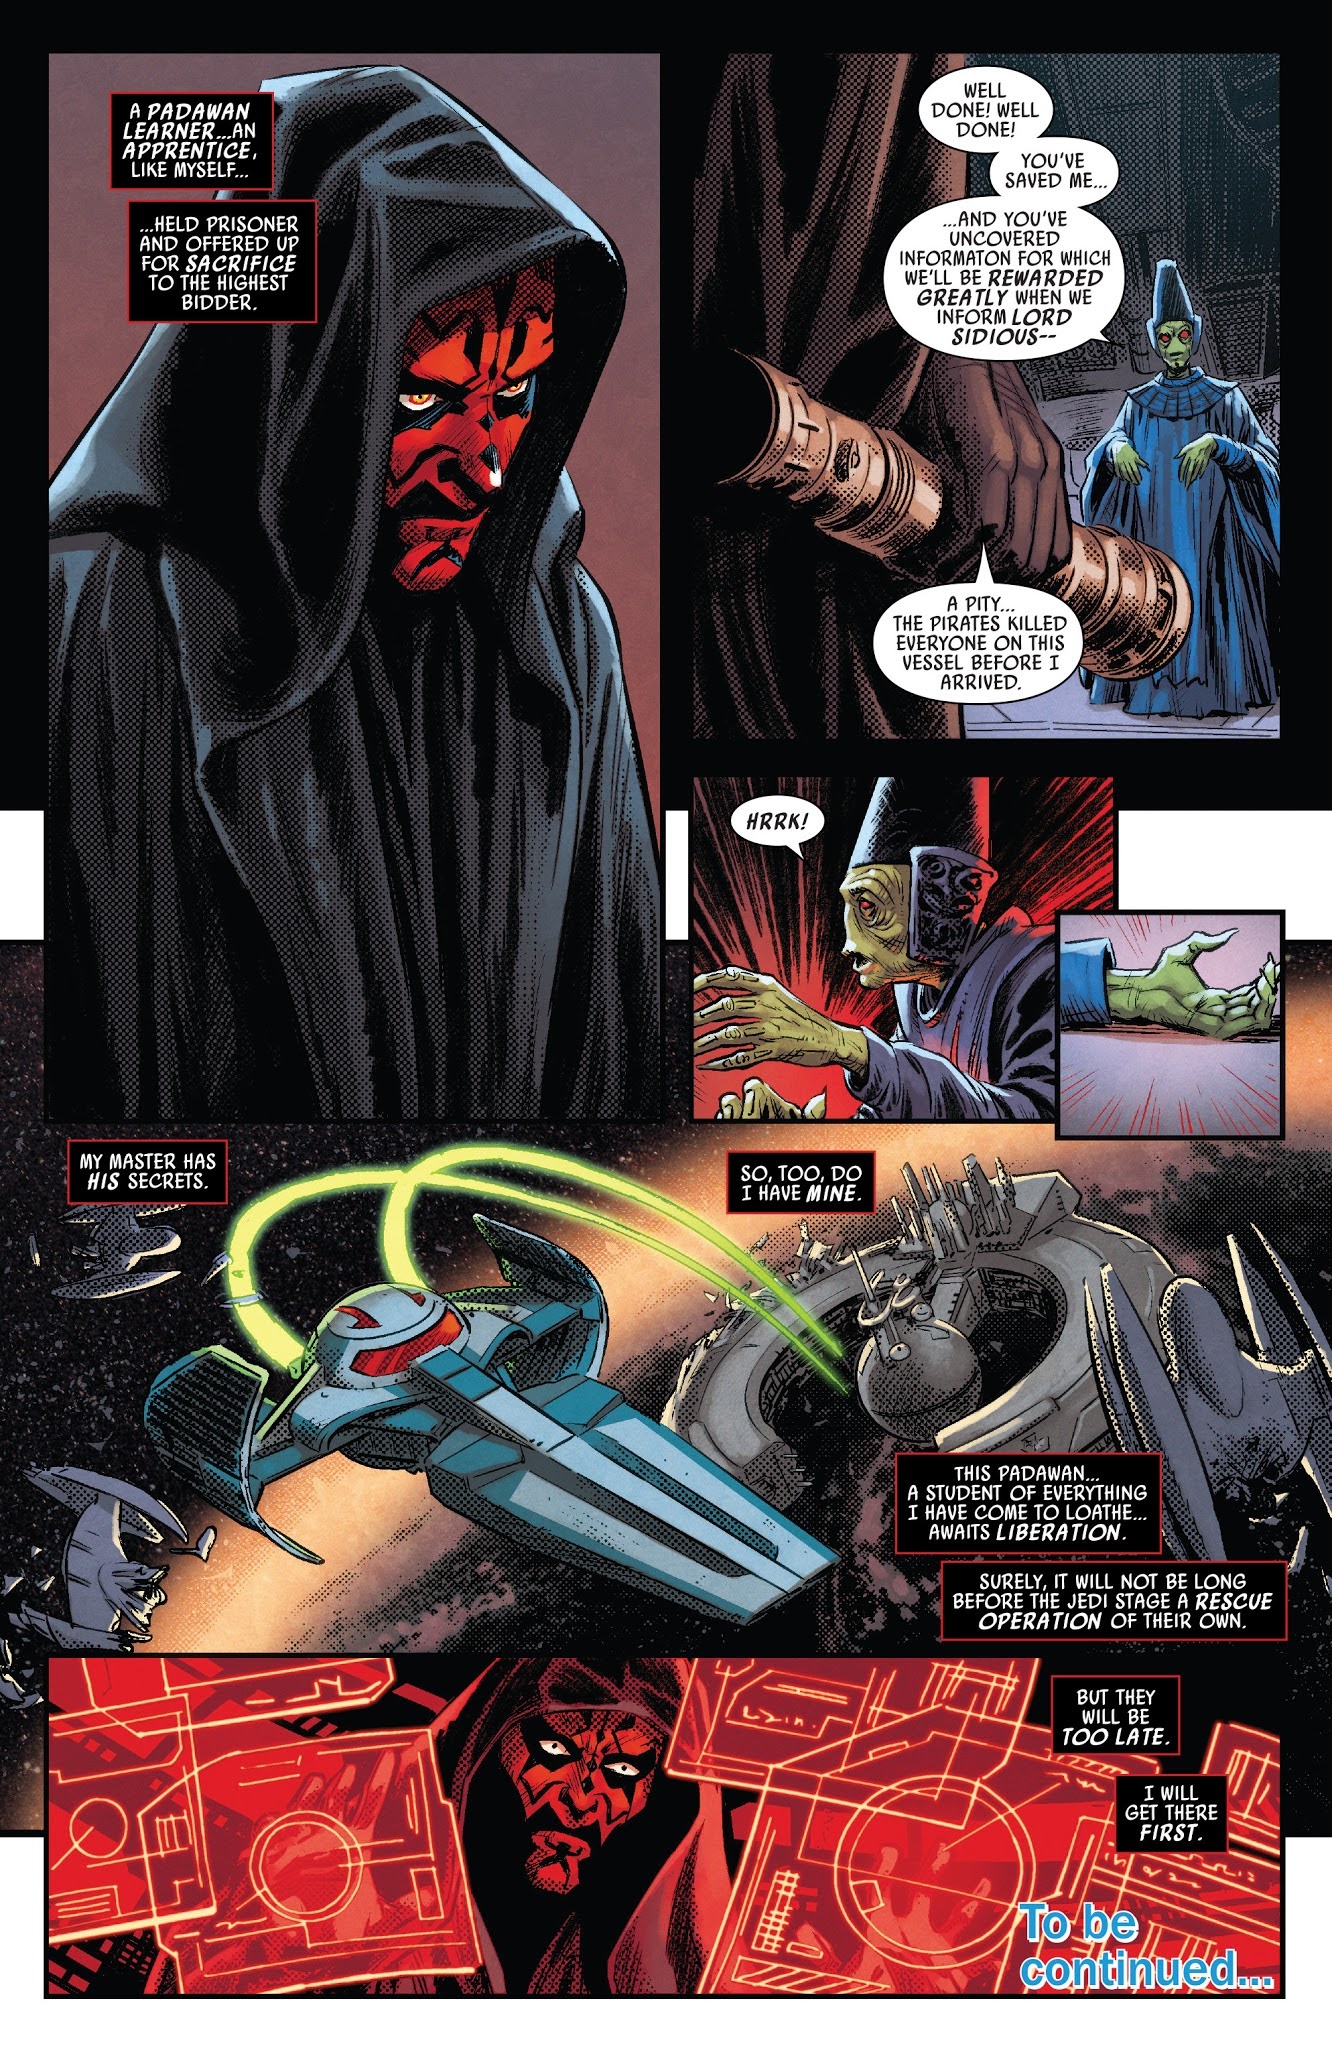 A PADAWAN
LEARNER...AN
APPRENTICE,
LIKE MYSELF...
...HELD PRISONER
AND OFFERED UP
FOR SACRIFICE
TO THE HIGHEST
BIDDER.
WELL
DONE! WELL
DONE!
YOU'VE
SAVED ME...
...AND YOU'VE
UNCOVERED
INFORMATON FOR WHICH
WE'LL BE REWARDED
GREATLY WHEN WE
INFORM LORD
SIDIOUS--
A PITY...
THE PIRATES KILLED
EVERYONE ON THIS
VESSEL BEFORE I
ARRIVED.
HRRK!
MY MASTER HAS
HIS SECRETS.
SO, TOO, DO
I HAVE MINE.
THIS PADAWAN...
A STUDENT OF EVERYTHING
I HAVE COME TO LOATHE...
AWAITS LIBERATION.
SURELY, IT WILL NOT BE LONG
BEFORE THE JEDI STAGE A RESCUE
OPERATION OF THEIR OWN.
BUT THEY
WILL BE
TOO LATE.
I WILL
GET THERE
FIRST.
To be
continued...